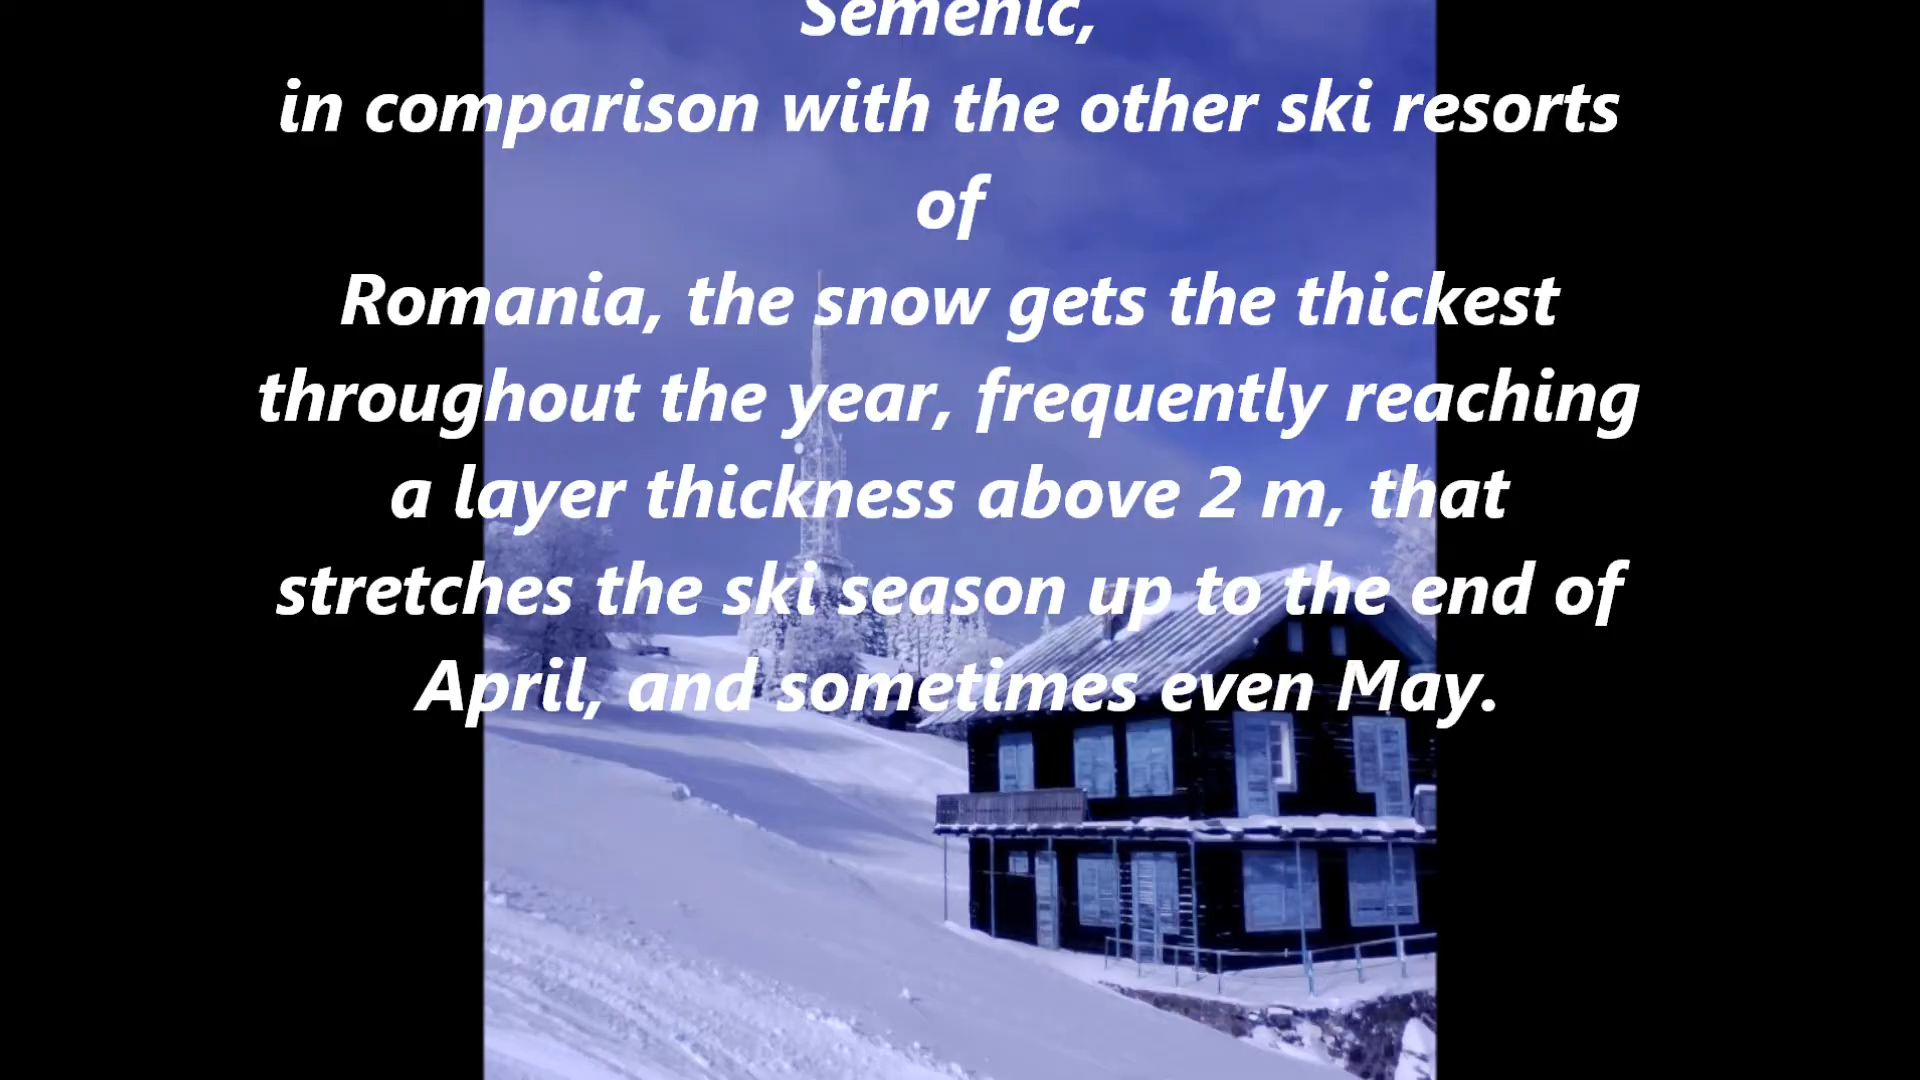 Semenic,
in comparison with the other ski resorts
of
Romania, the snow gets the thickest
throughout the year, frequently reaching
a layer thickness above 2 m, that
stretches the ski season up to the end of
April, and sometimes even May.